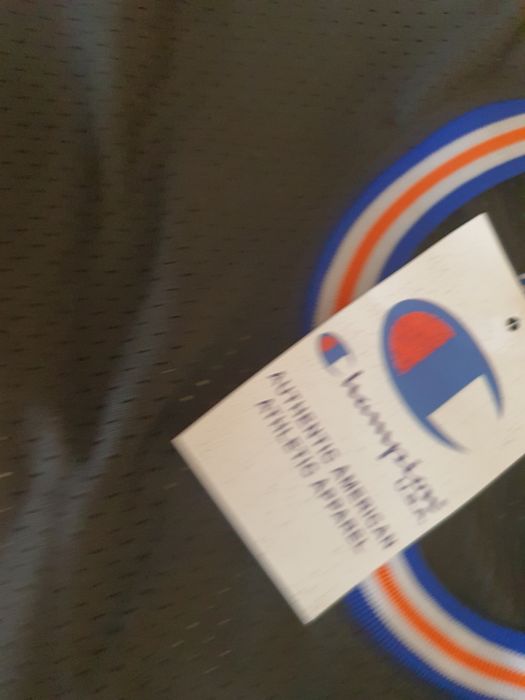 Champion
USA
AUTHENTIC AMERICAN
ATHLETIC APPAREL